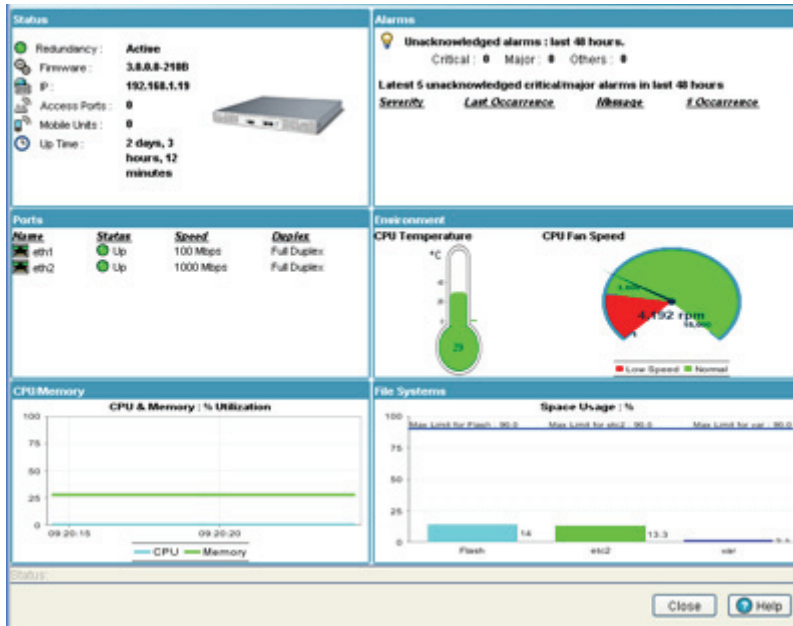 Status
Redundancy : Active
Firmware : 3.0.0.0-210B
IP : 192.168.1.19
Access Ports : 0
Mobile Units : 0
Up Time : 2 days, 3
hours, 12
minutes
Alarms
Unacknowledged alarms : last 48 hours.
Critical : 0 Major : 0 Others : 0
Latest 5 unacknowledged critical/major alarms in last 48 hours
Severity Last Occurrence Message # Occurrence
Ports
Name Status Speed Duplex
eth1 Up 100 Mbps Full Duplex
eth2 Up 1000 Mbps Full Duplex
Environment
CPU Temperature
°C
29
CPU Fan Speed
4,192 rpm
Low Speed Normal
CPU/Memory
CPU & Memory : % Utilization
100
75
50
25
0
09:20:15 09:20:20
CPU Memory
File Systems
Space Usage : %
100
Max Limit for Flash : 90.0 Max Limit for etc2 : 90.0 Max Limit for var : 90.0
75
50
25
0
14 13.3
Flash etc2 var
Status:
Close Help